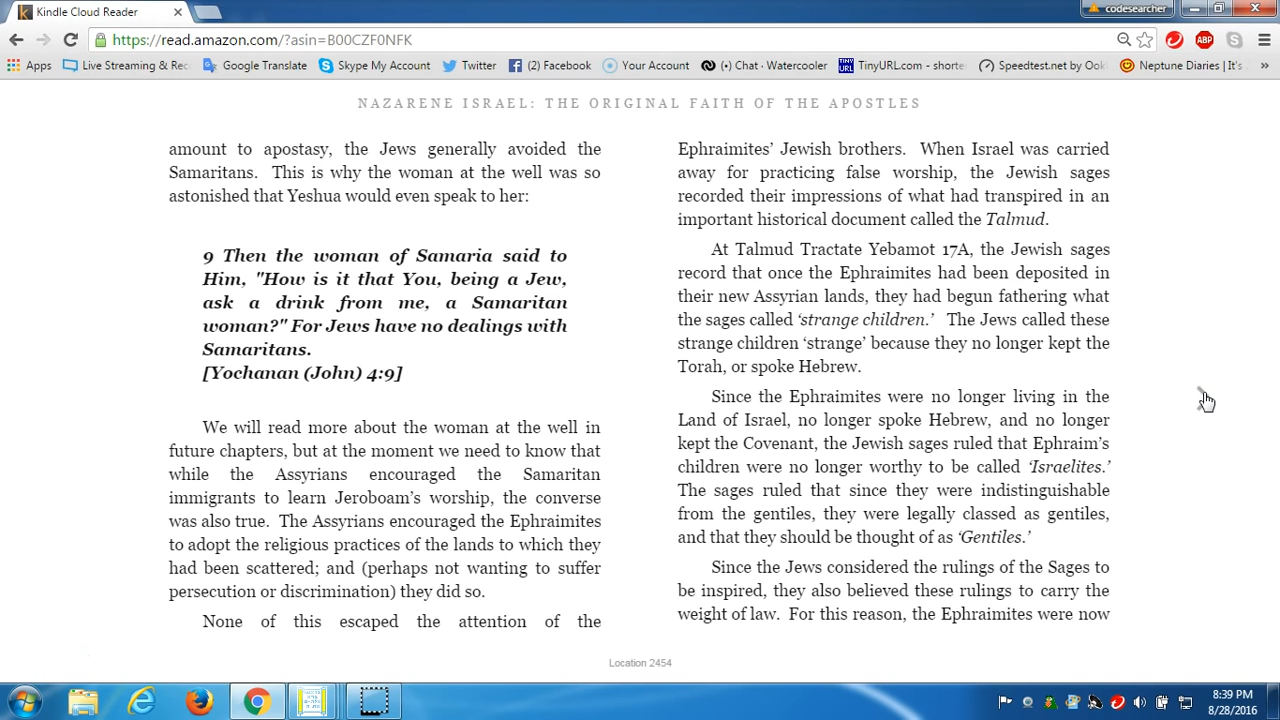 Kindle Cloud Reader
codesearcher
https://read.amazon.com/?asin=B00CZF0NFK
ABP
Apps
Live Streaming & Rec
Google Translate
Skype My Account
Twitter
(2) Facebook
Your Account
(•) Chat · Watercooler
TINY URL
TinyURL.com - shorte
Speedtest.net by Ookl
Neptune Diaries | It's
»
NAZARENE ISRAEL: THE ORIGINAL FAITH OF THE APOSTLES
amount to apostasy, the Jews generally avoided the
Samaritans. This is why the woman at the well was so
astonished that Yeshua would even speak to her:
9 Then the woman of Samaria said to
Him, "How is it that You, being a Jew,
ask a drink from me, a Samaritan
woman?" For Jews have no dealings with
Samaritans.
[Yochanan (John) 4:9]
We will read more about the woman at the well in
future chapters, but at the moment we need to know that
while the Assyrians encouraged the Samaritan
immigrants to learn Jeroboam's worship, the converse
was also true. The Assyrians encouraged the Ephraimites
to adopt the religious practices of the lands to which they
had been scattered; and (perhaps not wanting to suffer
persecution or discrimination) they did so.
None of this escaped the attention of the
Ephraimites' Jewish brothers. When Israel was carried
away for practicing false worship, the Jewish sages
recorded their impressions of what had transpired in an
important historical document called the Talmud.
At Talmud Tractate Yebamot 17A, the Jewish sages
record that once the Ephraimites had been deposited in
their new Assyrian lands, they had begun fathering what
the sages called ‘strange children.’ The Jews called these
strange children ‘strange’ because they no longer kept the
Torah, or spoke Hebrew.
Since the Ephraimites were no longer living in the
Land of Israel, no longer spoke Hebrew, and no longer
kept the Covenant, the Jewish sages ruled that Ephraim’s
children were no longer worthy to be called ‘Israelites.’
The sages ruled that since they were indistinguishable
from the gentiles, they were legally classed as gentiles,
and that they should be thought of as ‘Gentiles.’
Since the Jews considered the rulings of the Sages to
be inspired, they also believed these rulings to carry the
weight of law. For this reason, the Ephraimites were now
Location 2454
8:39 PM
8/28/2016